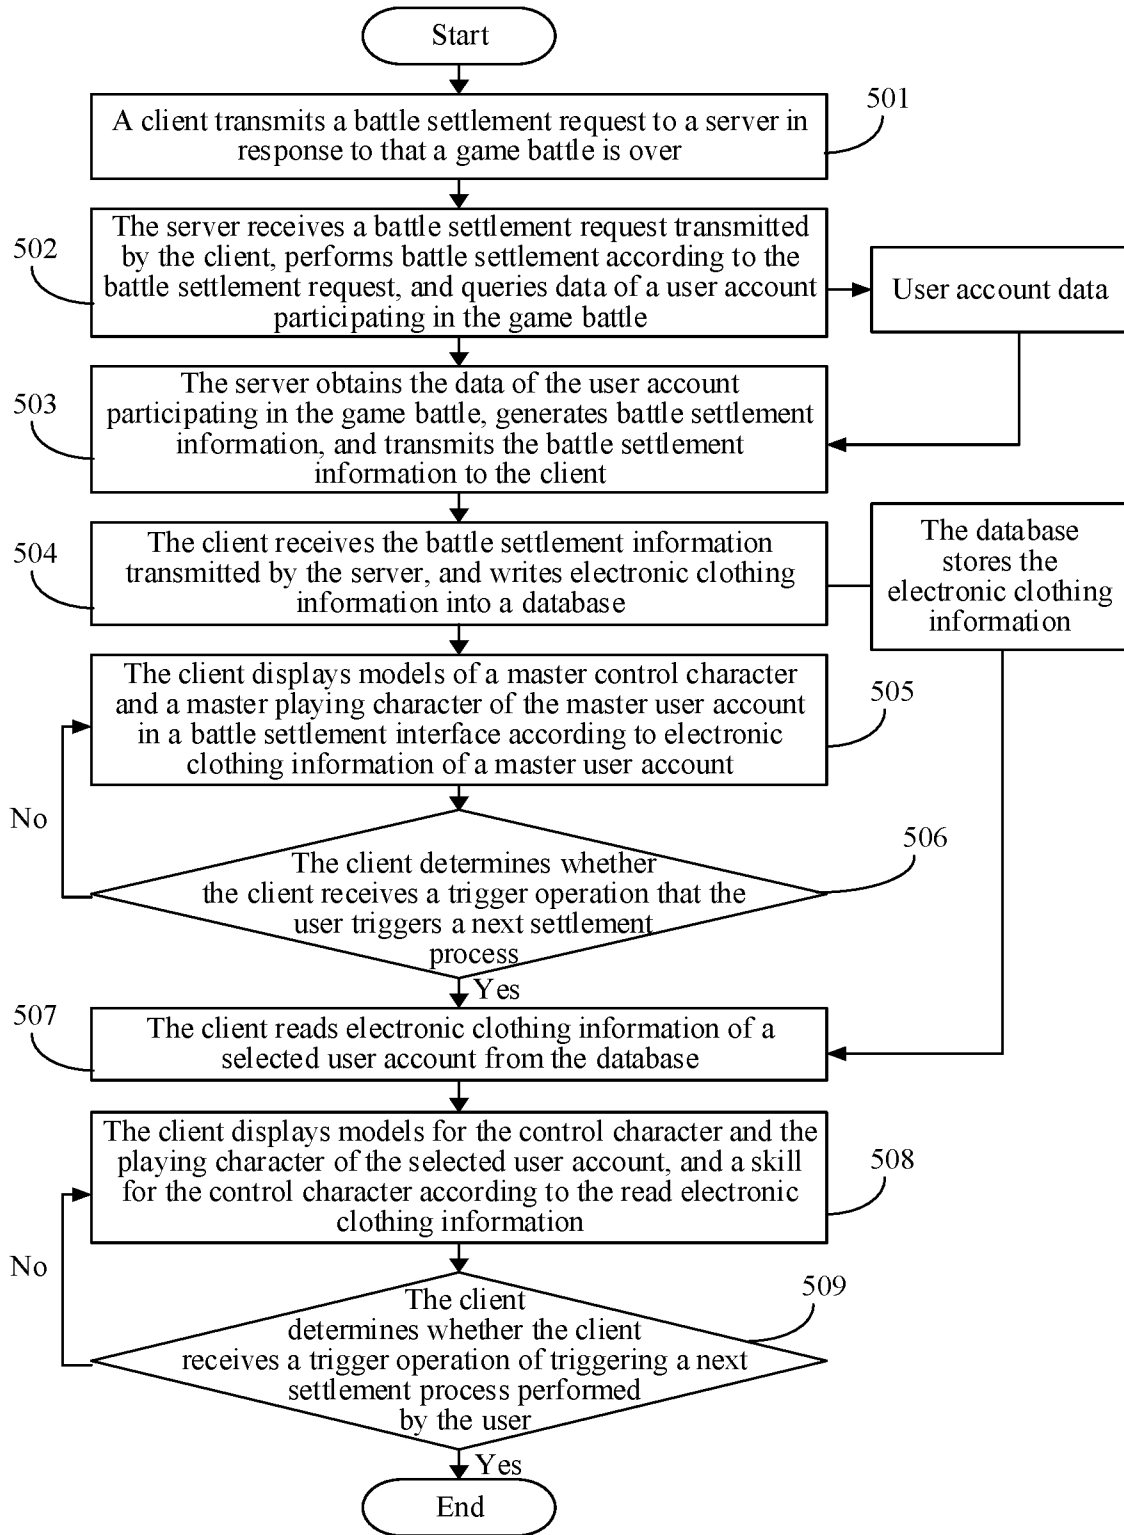 Start
A client transmits a battle settlement request to a server in
response to that a game battle is over
501
The server receives a battle settlement request transmitted
by the client, performs battle settlement according to the
battle settlement request, and queries data of a user account
participating in the game battle
502
User account data
The server obtains the data of the user account
participating in the game battle, generates battle settlement
information, and transmits the battle settlement
information to the client
503
The client receives the battle settlement information
transmitted by the server, and writes electronic clothing
information into a database
504
The database
stores the
electronic clothing
information
The client displays models of a master control character
and a master playing character of the master user account
in a battle settlement interface according to electronic
clothing information of a master user account
505
No
The client determines whether
the client receives a trigger operation that the
user triggers a next settlement
process
506
Yes
507
The client reads electronic clothing information of a
selected user account from the database
The client displays models for the control character and the
playing character of the selected user account, and a skill
for the control character according to the read electronic
clothing information
508
No
The client
determines whether the client
receives a trigger operation of triggering a next
settlement process performed
by the user
509
Yes
End